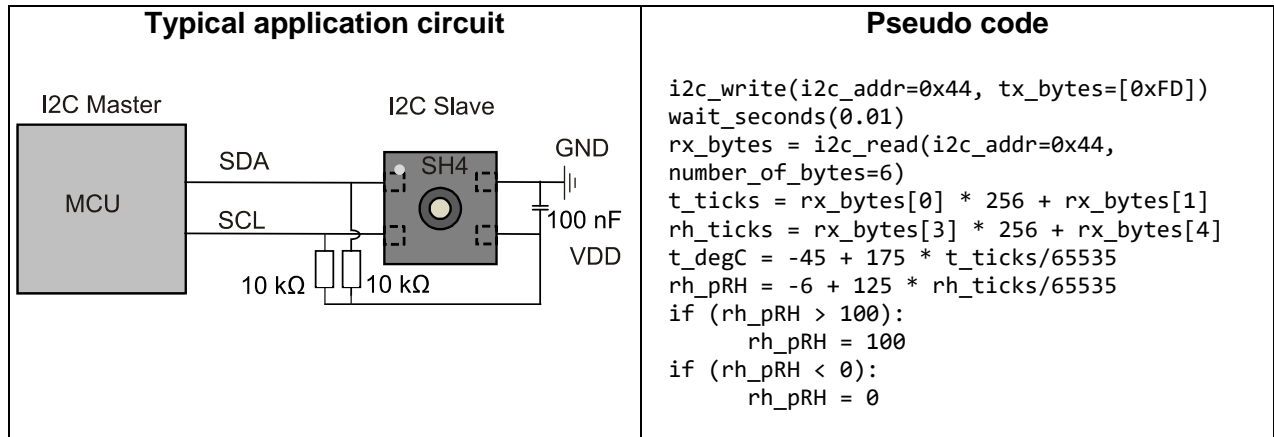 Typical application circuit
I2C Master
I2C Slave
MCU
SDA
SCL
SH4
GND
100 nF
VDD
10 kΩ
10 kΩ
Pseudo code
i2c_write(i2c_addr=0x44, tx_bytes=[0xFD])
wait_seconds(0.01)
rx_bytes = i2c_read(i2c_addr=0x44,
number_of_bytes=6)
t_ticks = rx_bytes[0] * 256 + rx_bytes[1]
rh_ticks = rx_bytes[3] * 256 + rx_bytes[4]
t_degC = -45 + 175 * t_ticks/65535
rh_pRH = -6 + 125 * rh_ticks/65535
if (rh_pRH > 100):
rh_pRH = 100
if (rh_pRH < 0):
rh_pRH = 0